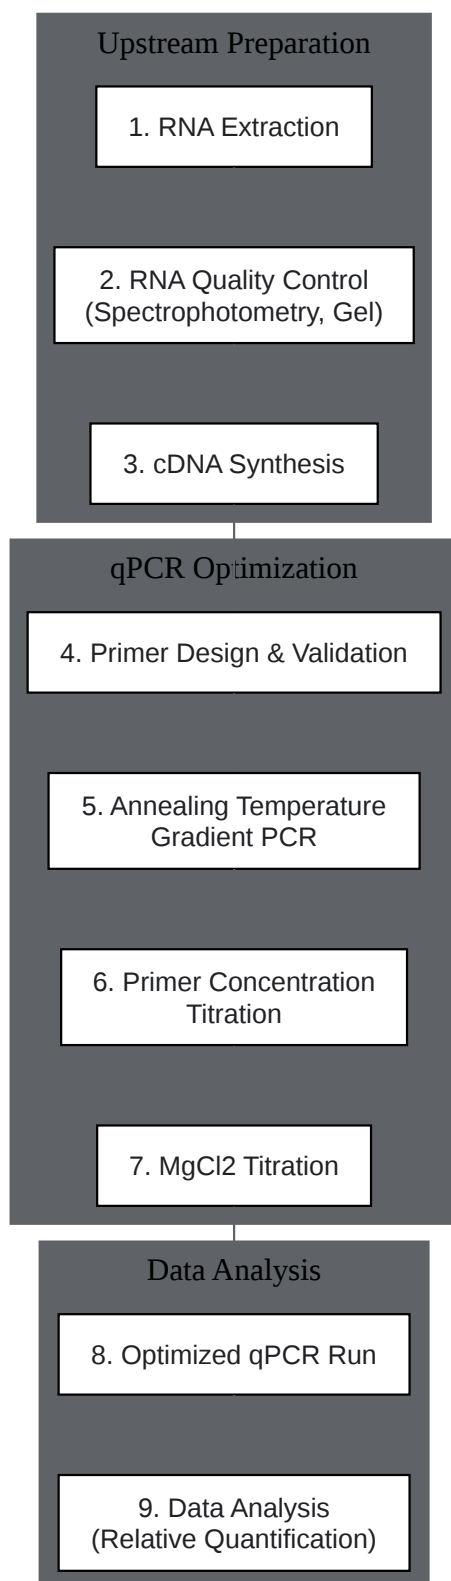 Upstream Preparation
1. RNA Extraction
2. RNA Quality Control
(Spectrophotometry, Gel)
3. cDNA Synthesis
qPCR Optimization
4. Primer Design & Validation
5. Annealing Temperature
Gradient PCR
6. Primer Concentration
Titration
7. MgCl2 Titration
Data Analysis
8. Optimized qPCR Run
9. Data Analysis
(Relative Quantification)